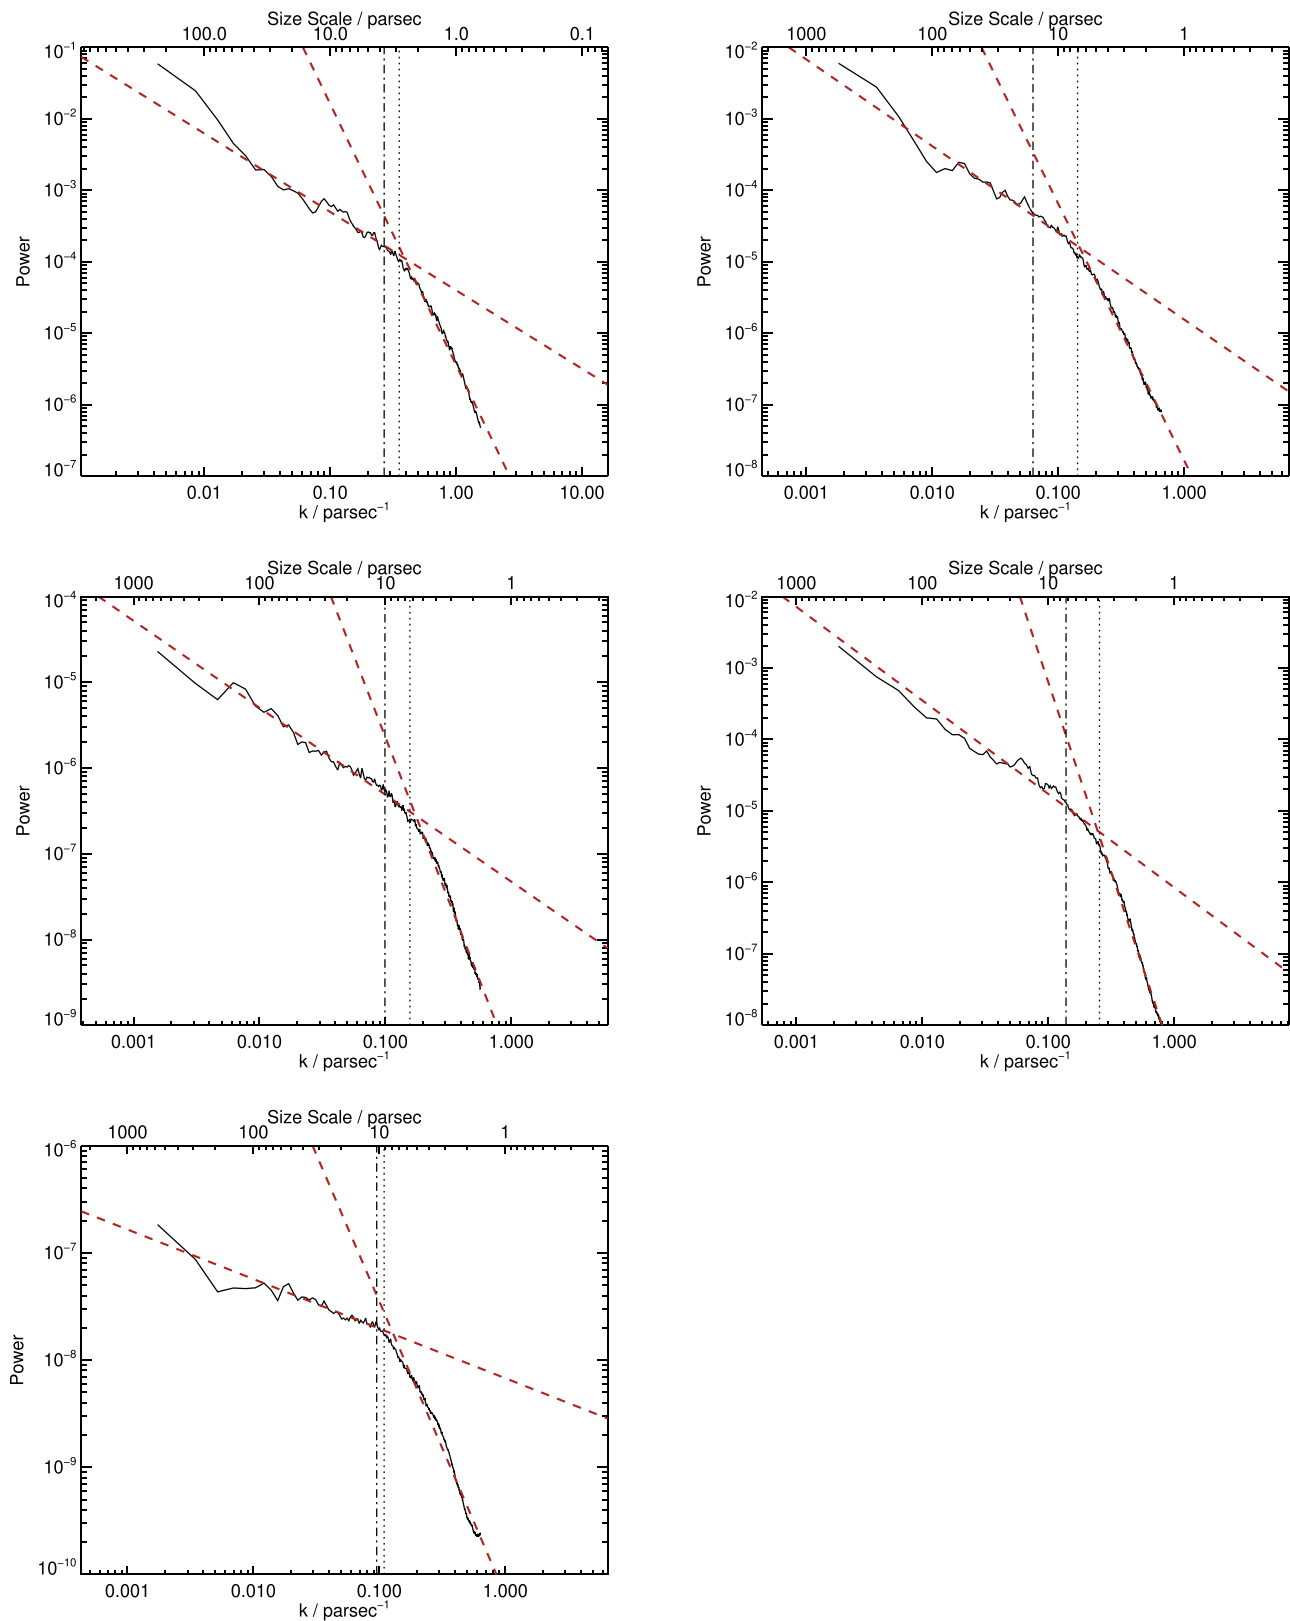 Size Scale / parsec
100.0 10.0 1.0 0.1
10⁻¹
10⁻²
10⁻³
10⁻⁴
10⁻⁵
10⁻⁶
10⁻⁷
Power
0.01 0.10 1.00 10.00
k / parsec⁻¹
Size Scale / parsec
1000 100 10 1
10⁻²
10⁻³
10⁻⁴
10⁻⁵
10⁻⁶
10⁻⁷
10⁻⁸
Power
0.001 0.010 0.100 1.000
k / parsec⁻¹
Size Scale / parsec
1000 100 10 1
10⁻⁴
10⁻⁵
10⁻⁶
10⁻⁷
10⁻⁸
10⁻⁹
Power
0.001 0.010 0.100 1.000
k / parsec⁻¹
Size Scale / parsec
1000 100 10 1
10⁻²
10⁻³
10⁻⁴
10⁻⁵
10⁻⁶
10⁻⁷
10⁻⁸
Power
0.001 0.010 0.100 1.000
k / parsec⁻¹
Size Scale / parsec
1000 100 10 1
10⁻⁶
10⁻⁷
10⁻⁸
10⁻⁹
10⁻¹⁰
Power
0.001 0.010 0.100 1.000
k / parsec⁻¹